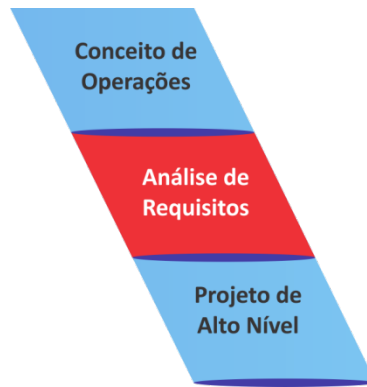 Conceito de
Operações
Análise de
Requisitos
Projeto de
Alto Nível